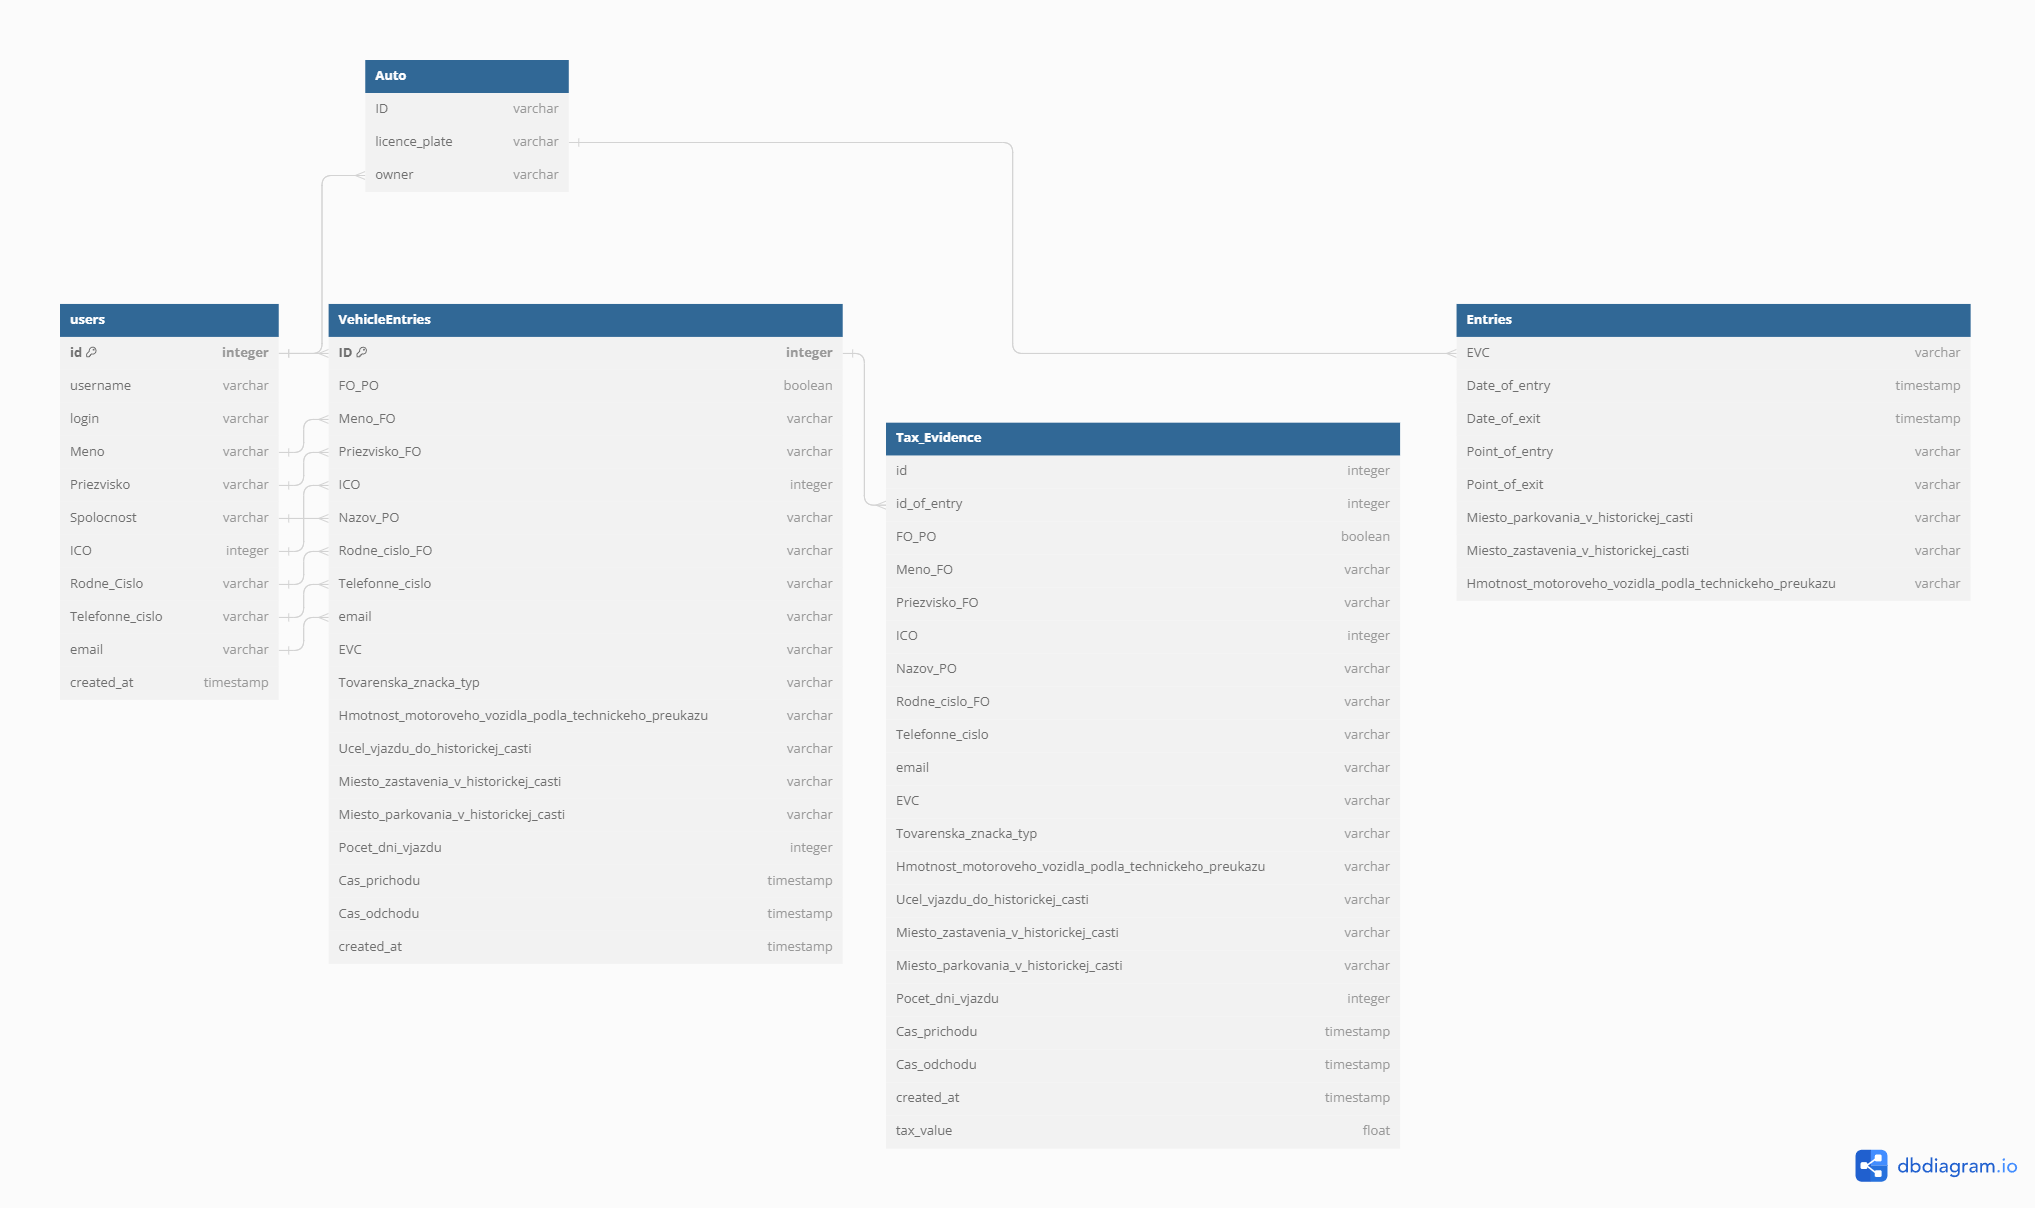 Auto
ID varchar
licence_plate varchar
owner varchar
users
id integer
username varchar
login varchar
Meno varchar
Priezvisko varchar
Spolocnost varchar
ICO integer
Rodne_Cislo varchar
Telefonne_cislo varchar
email varchar
created_at timestamp
VehicleEntries
ID integer
FO_PO boolean
Meno_FO varchar
Priezvisko_FO varchar
ICO integer
Nazov_PO varchar
Rodne_cislo_FO varchar
Telefonne_cislo varchar
email varchar
EVC varchar
Tovarenska_znacka_typ varchar
Hmotnost_motoroveho_vozidla_podla_technickeho_preukazu varchar
Ucel_vjazdu_do_historickej_casti varchar
Miesto_zastavenia_v_historickej_casti varchar
Miesto_parkovania_v_historickej_casti varchar
Pocet_dni_vjazdu integer
Cas_prichodu timestamp
Cas_odchodu timestamp
created_at timestamp
Tax_Evidence
id integer
id_of_entry integer
FO_PO boolean
Meno_FO varchar
Priezvisko_FO varchar
ICO integer
Nazov_PO varchar
Rodne_cislo_FO varchar
Telefonne_cislo varchar
email varchar
EVC varchar
Tovarenska_znacka_typ varchar
Hmotnost_motoroveho_vozidla_podla_technickeho_preukazu varchar
Ucel_vjazdu_do_historickej_casti varchar
Miesto_zastavenia_v_historickej_casti varchar
Miesto_parkovania_v_historickej_casti varchar
Pocet_dni_vjazdu integer
Cas_prichodu timestamp
Cas_odchodu timestamp
created_at timestamp
tax_value float
Entries
EVC varchar
Date_of_entry timestamp
Date_of_exit timestamp
Point_of_entry varchar
Point_of_exit varchar
Miesto_parkovania_v_historickej_casti varchar
Miesto_zastavenia_v_historickej_casti varchar
Hmotnost_motoroveho_vozidla_podla_technickeho_preukazu varchar
dbdiagram.io